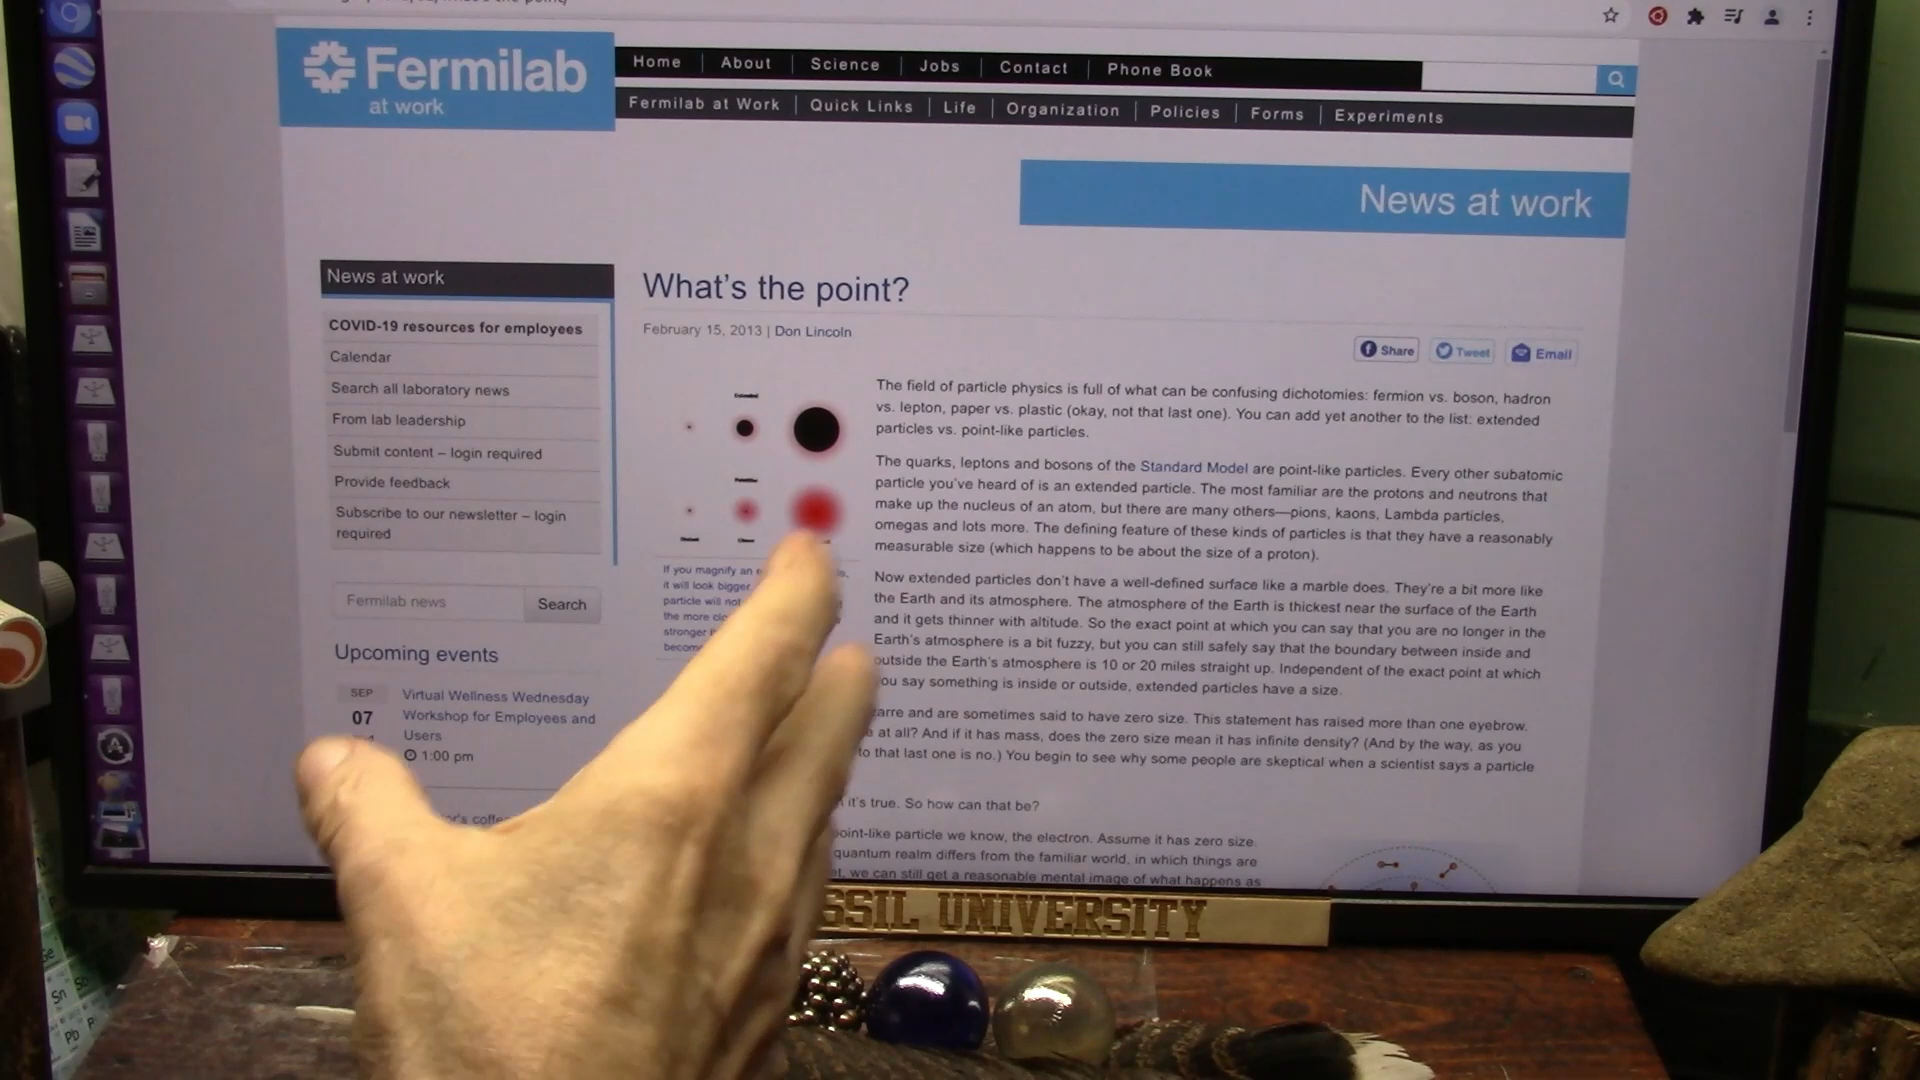 Fermilab
at work
Home About Science Jobs Contact Phone Book
Fermilab at Work Quick Links Life Organization Policies Forms Experiments
News at work
News at work
COVID-19 resources for employees
Calendar
Search all laboratory news
From lab leadership
Submit content – login required
Provide feedback
Subscribe to our newsletter – login
required
Fermilab news Search
Upcoming events
SEP
07
Virtual Wellness Wednesday
Workshop for Employees and
Users
1:00 pm
What's the point?
February 15, 2013 | Don Lincoln
Share Tweet Email
If you magnify an
it will look bigger
particle will not
the more
stronger
The field of particle physics is full of what can be confusing dichotomies: fermion vs. boson, hadron
vs. lepton, paper vs. plastic (okay, not that last one). You can add yet another to the list: extended
particles vs. point-like particles.
The quarks, leptons and bosons of the Standard Model are point-like particles. Every other subatomic
particle you've heard of is an extended particle. The most familiar are the protons and neutrons that
make up the nucleus of an atom, but there are many others—pions, kaons, Lambda particles,
omegas and lots more. The defining feature of these kinds of particles is that they have a reasonably
measurable size (which happens to be about the size of a proton).
Now extended particles don't have a well-defined surface like a marble does. They're a bit more like
the Earth and its atmosphere. The atmosphere of the Earth is thickest near the surface of the Earth
and it gets thinner with altitude. So the exact point at which you can say that you are no longer in the
Earth's atmosphere is a bit fuzzy, but you can still safely say that the boundary between inside and
outside the Earth's atmosphere is 10 or 20 miles straight up. Independent of the exact point at which
ou say something is inside or outside, extended particles have a size.
arre and are sometimes said to have zero size. This statement has raised more than one eyebrow.
at all? And if it has mass, does the zero size mean it has infinite density? (And by the way, as you
to that last one is no.) You begin to see why some people are skeptical when a scientist says a particle
it's true. So how can that be?
point-like particle we know, the electron. Assume it has zero size.
quantum realm differs from the familiar world, in which things are
we can still get a reasonable mental image of what happens as
SSIL UNIVERSITY
Ge
Sn
Pb